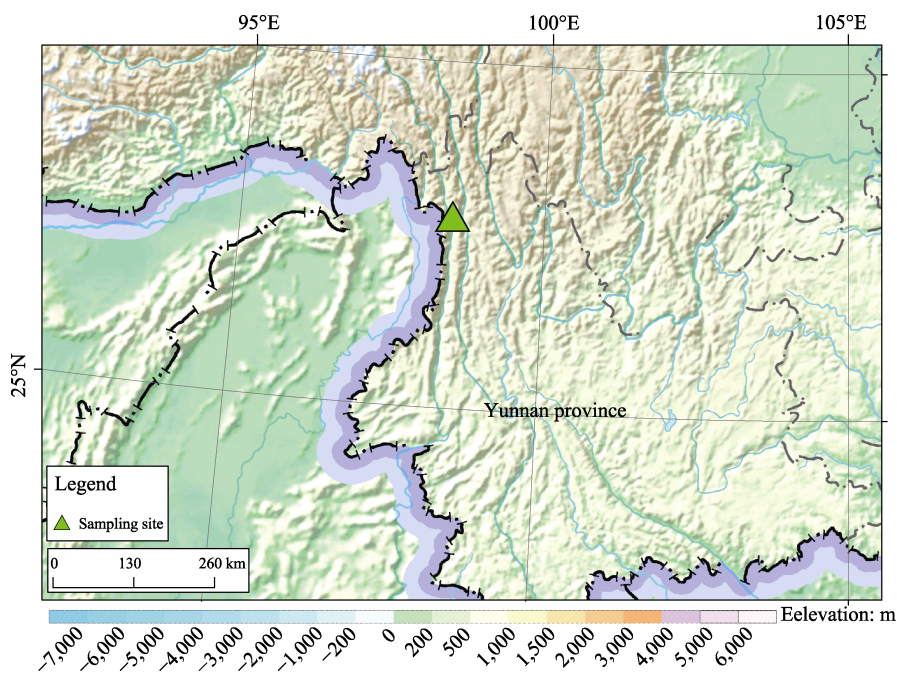 95°E 100°E 105°E
25°N
Yunnan province
Legend
Sampling site
0 130 260 km
Eelevation: m
−7,000 −6,000 −5,000 −4,000 −3,000 −2,000 −1,000 −200 0 200 500 1,000 1,500 2,000 3,000 4,000 5,000 6,000